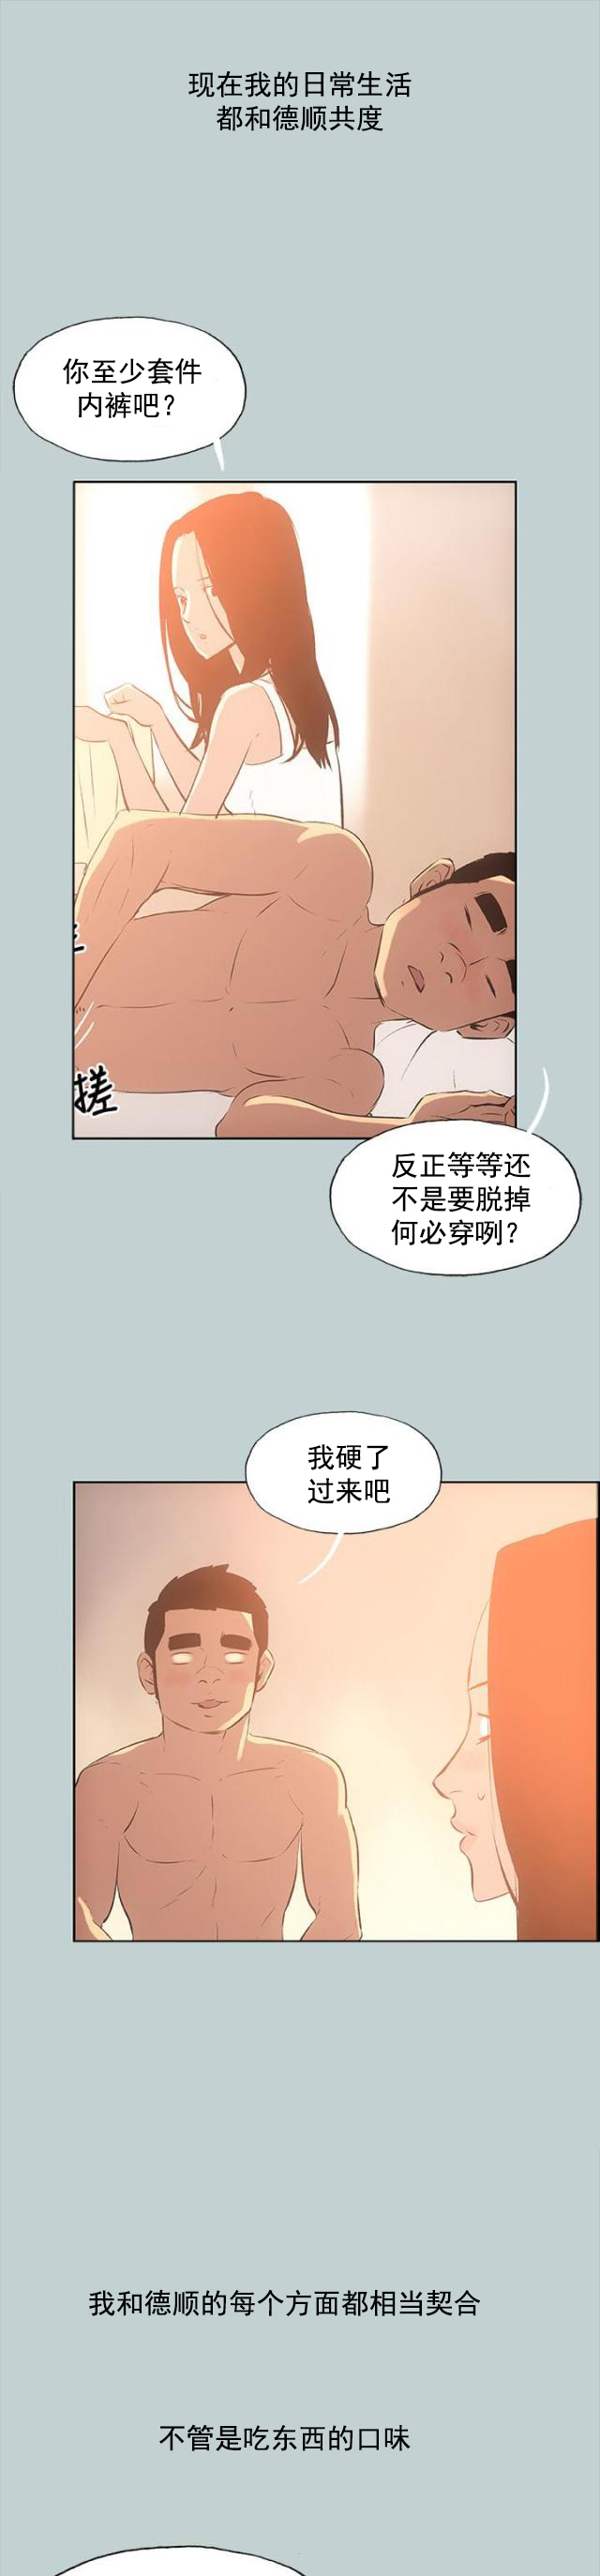 现在我的日常生活
都和德顺共度
你至少套件
内裤吧？
搓
反正等等还
不是要脱掉
何必穿咧？
我硬了
过来吧
我和德顺的每个方面都相当契合
不管是吃东西的口味